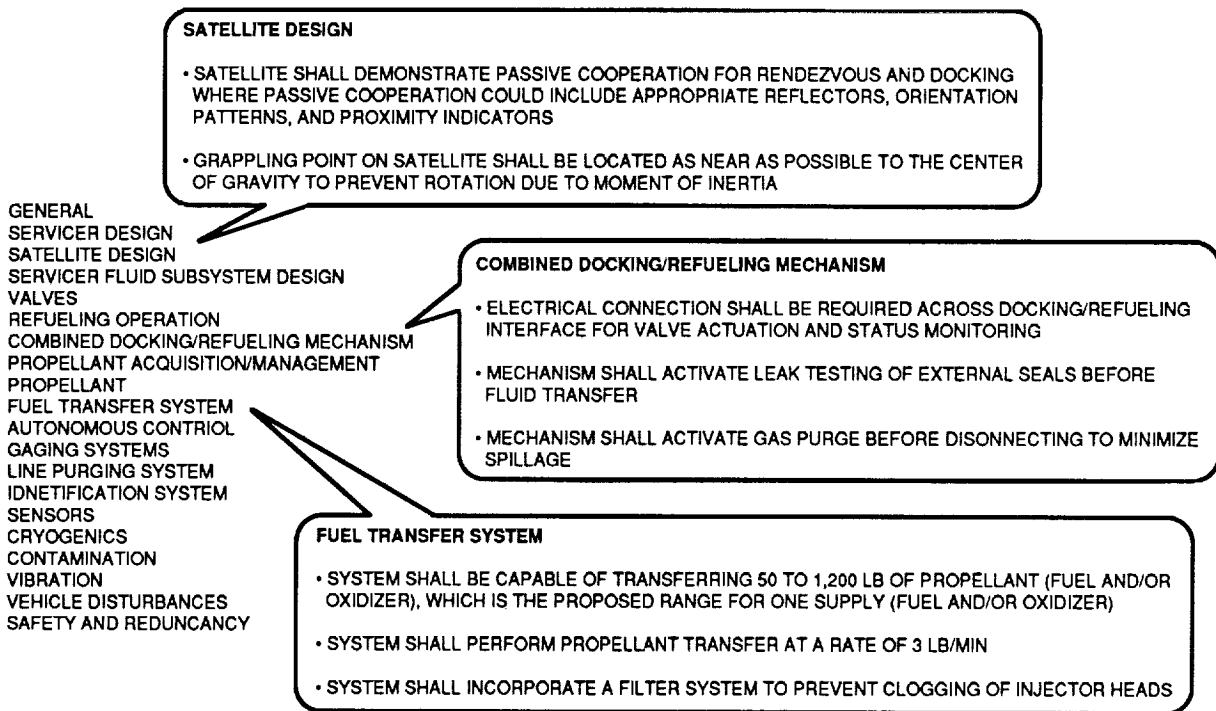 SATELLITE DESIGN
• SATELLITE SHALL DEMONSTRATE PASSIVE COOPERATION FOR RENDEZVOUS AND DOCKING
WHERE PASSIVE COOPERATION COULD INCLUDE APPROPRIATE REFLECTORS, ORIENTATION
PATTERNS, AND PROXIMITY INDICATORS
• GRAPPLING POINT ON SATELLITE SHALL BE LOCATED AS NEAR AS POSSIBLE TO THE CENTER
OF GRAVITY TO PREVENT ROTATION DUE TO MOMENT OF INERTIA
GENERAL
SERVICER DESIGN
SATELLITE DESIGN
SERVICER FLUID SUBSYSTEM DESIGN
VALVES
REFUELING OPERATION
COMBINED DOCKING/REFUELING MECHANISM
PROPELLANT ACQUISITION/MANAGEMENT
PROPELLANT
FUEL TRANSFER SYSTEM
AUTONOMOUS CONTRIOL
GAGING SYSTEMS
LINE PURGING SYSTEM
IDNETIFICATION SYSTEM
SENSORS
CRYOGENICS
CONTAMINATION
VIBRATION
VEHICLE DISTURBANCES
SAFETY AND REDUNCANCY
COMBINED DOCKING/REFUELING MECHANISM
• ELECTRICAL CONNECTION SHALL BE REQUIRED ACROSS DOCKING/REFUELING
INTERFACE FOR VALVE ACTUATION AND STATUS MONITORING
• MECHANISM SHALL ACTIVATE LEAK TESTING OF EXTERNAL SEALS BEFORE
FLUID TRANSFER
• MECHANISM SHALL ACTIVATE GAS PURGE BEFORE DISONNECTING TO MINIMIZE
SPILLAGE
FUEL TRANSFER SYSTEM
• SYSTEM SHALL BE CAPABLE OF TRANSFERRING 50 TO 1,200 LB OF PROPELLANT (FUEL AND/OR
OXIDIZER), WHICH IS THE PROPOSED RANGE FOR ONE SUPPLY (FUEL AND/OR OXIDIZER)
• SYSTEM SHALL PERFORM PROPELLANT TRANSFER AT A RATE OF 3 LB/MIN
• SYSTEM SHALL INCORPORATE A FILTER SYSTEM TO PREVENT CLOGGING OF INJECTOR HEADS